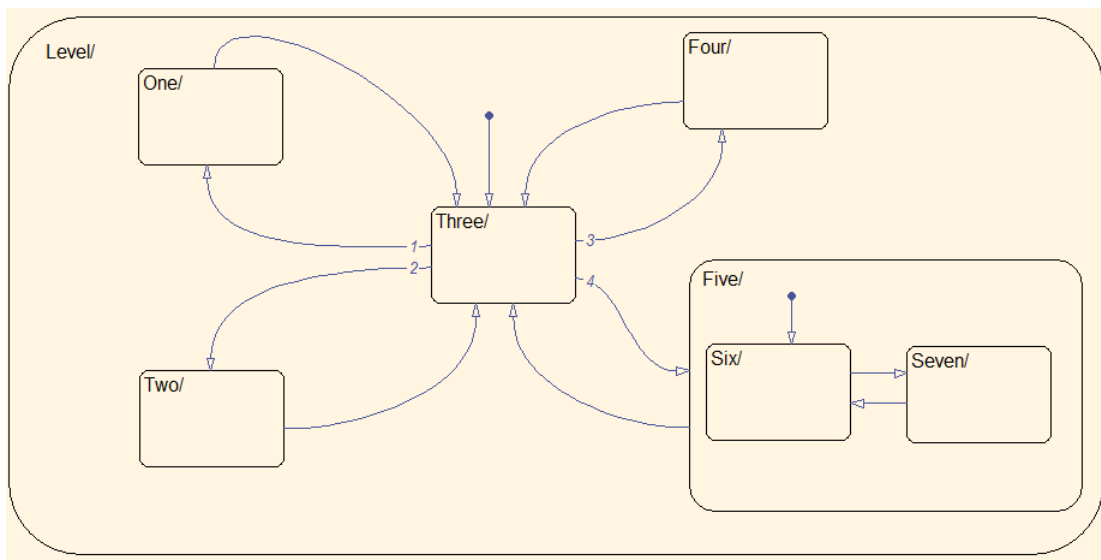 Level/
One/
Four/
Three/
1
2
3
4
Five/
Six/
Seven/
Two/